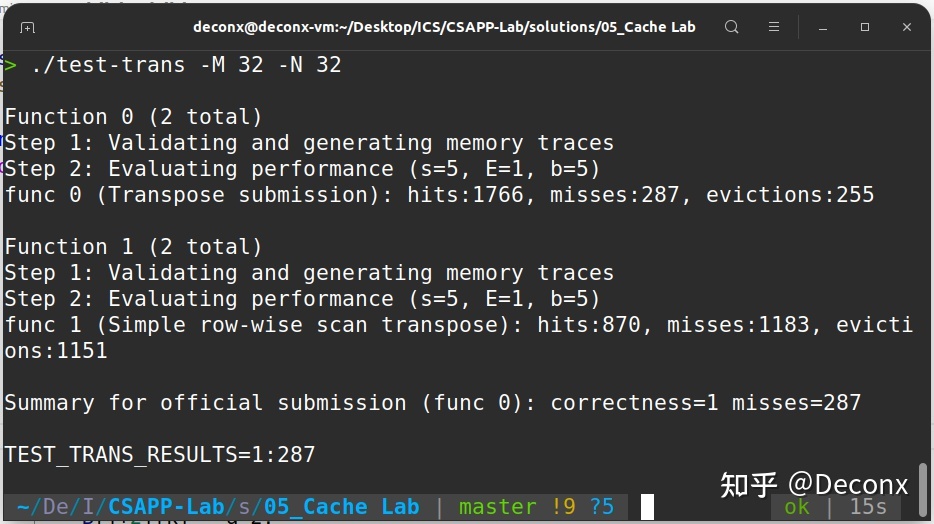 deconx@deconx-vm:~/Desktop/ICS/CSAPP-Lab/solutions/05_Cache Lab
> ./test-trans -M 32 -N 32
Function 0 (2 total)
Step 1: Validating and generating memory traces
Step 2: Evaluating performance (s=5, E=1, b=5)
func 0 (Transpose submission): hits:1766, misses:287, evictions:255
Function 1 (2 total)
Step 1: Validating and generating memory traces
Step 2: Evaluating performance (s=5, E=1, b=5)
func 1 (Simple row-wise scan transpose): hits:870, misses:1183, evicti
ons:1151
Summary for official submission (func 0): correctness=1 misses=287
TEST_TRANS_RESULTS=1:287
知乎 @Deconx
~/De/I/CSAPP-Lab/s/05_Cache Lab | master !9 ?5 ok | 15s